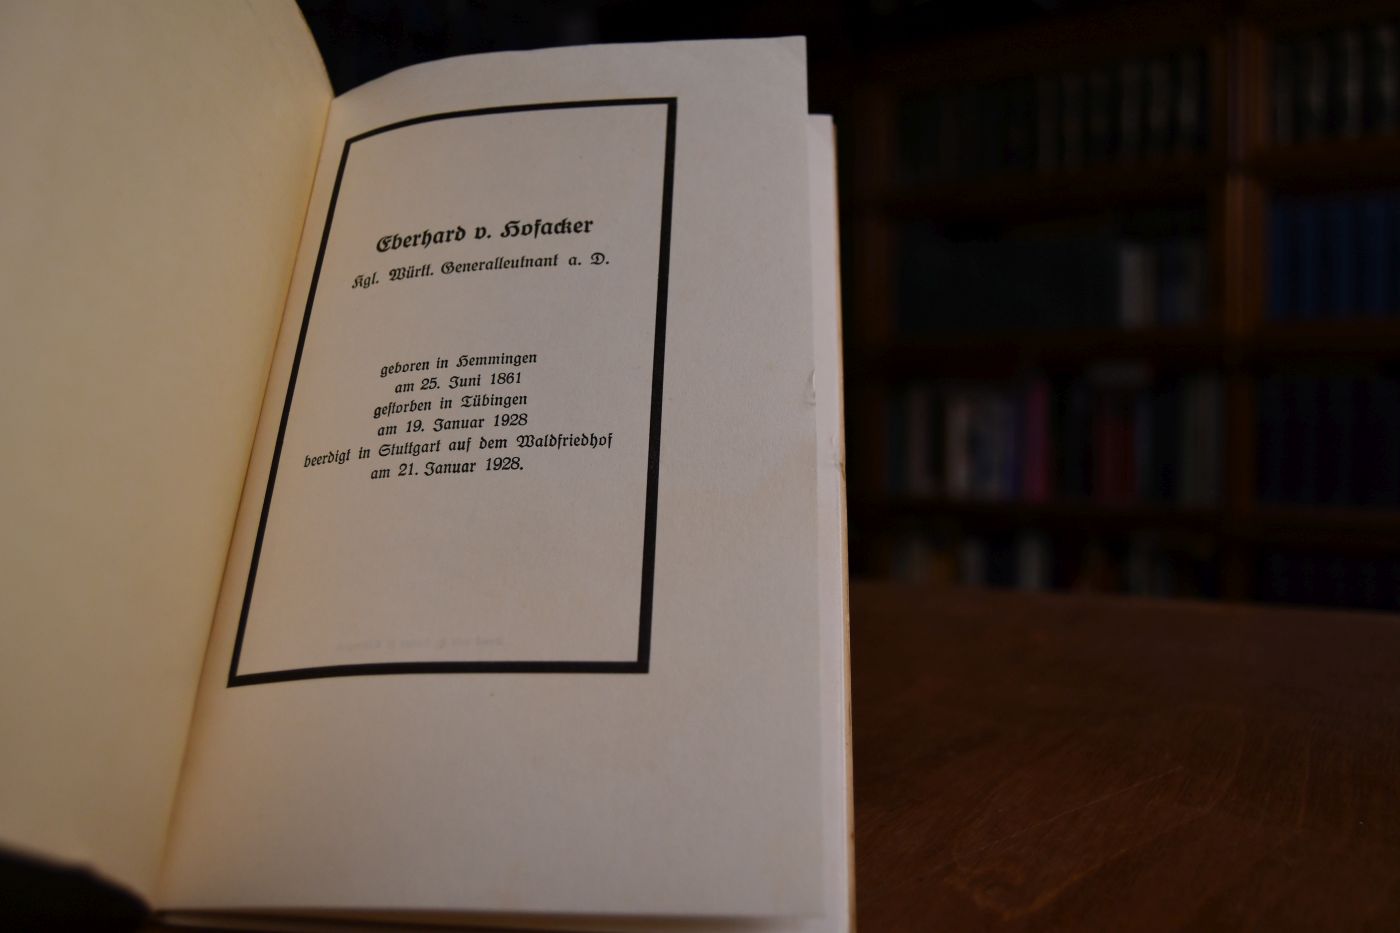 Eberhard v. Hofacker
Kgl. Württ. Generalleutnant a. D.
geboren in Hemmingen
am 25. Juni 1861
gestorben in Tübingen
am 19. Januar 1928
beerdigt in Stuttgart auf dem Waldfriedhof
am 21. Januar 1928.